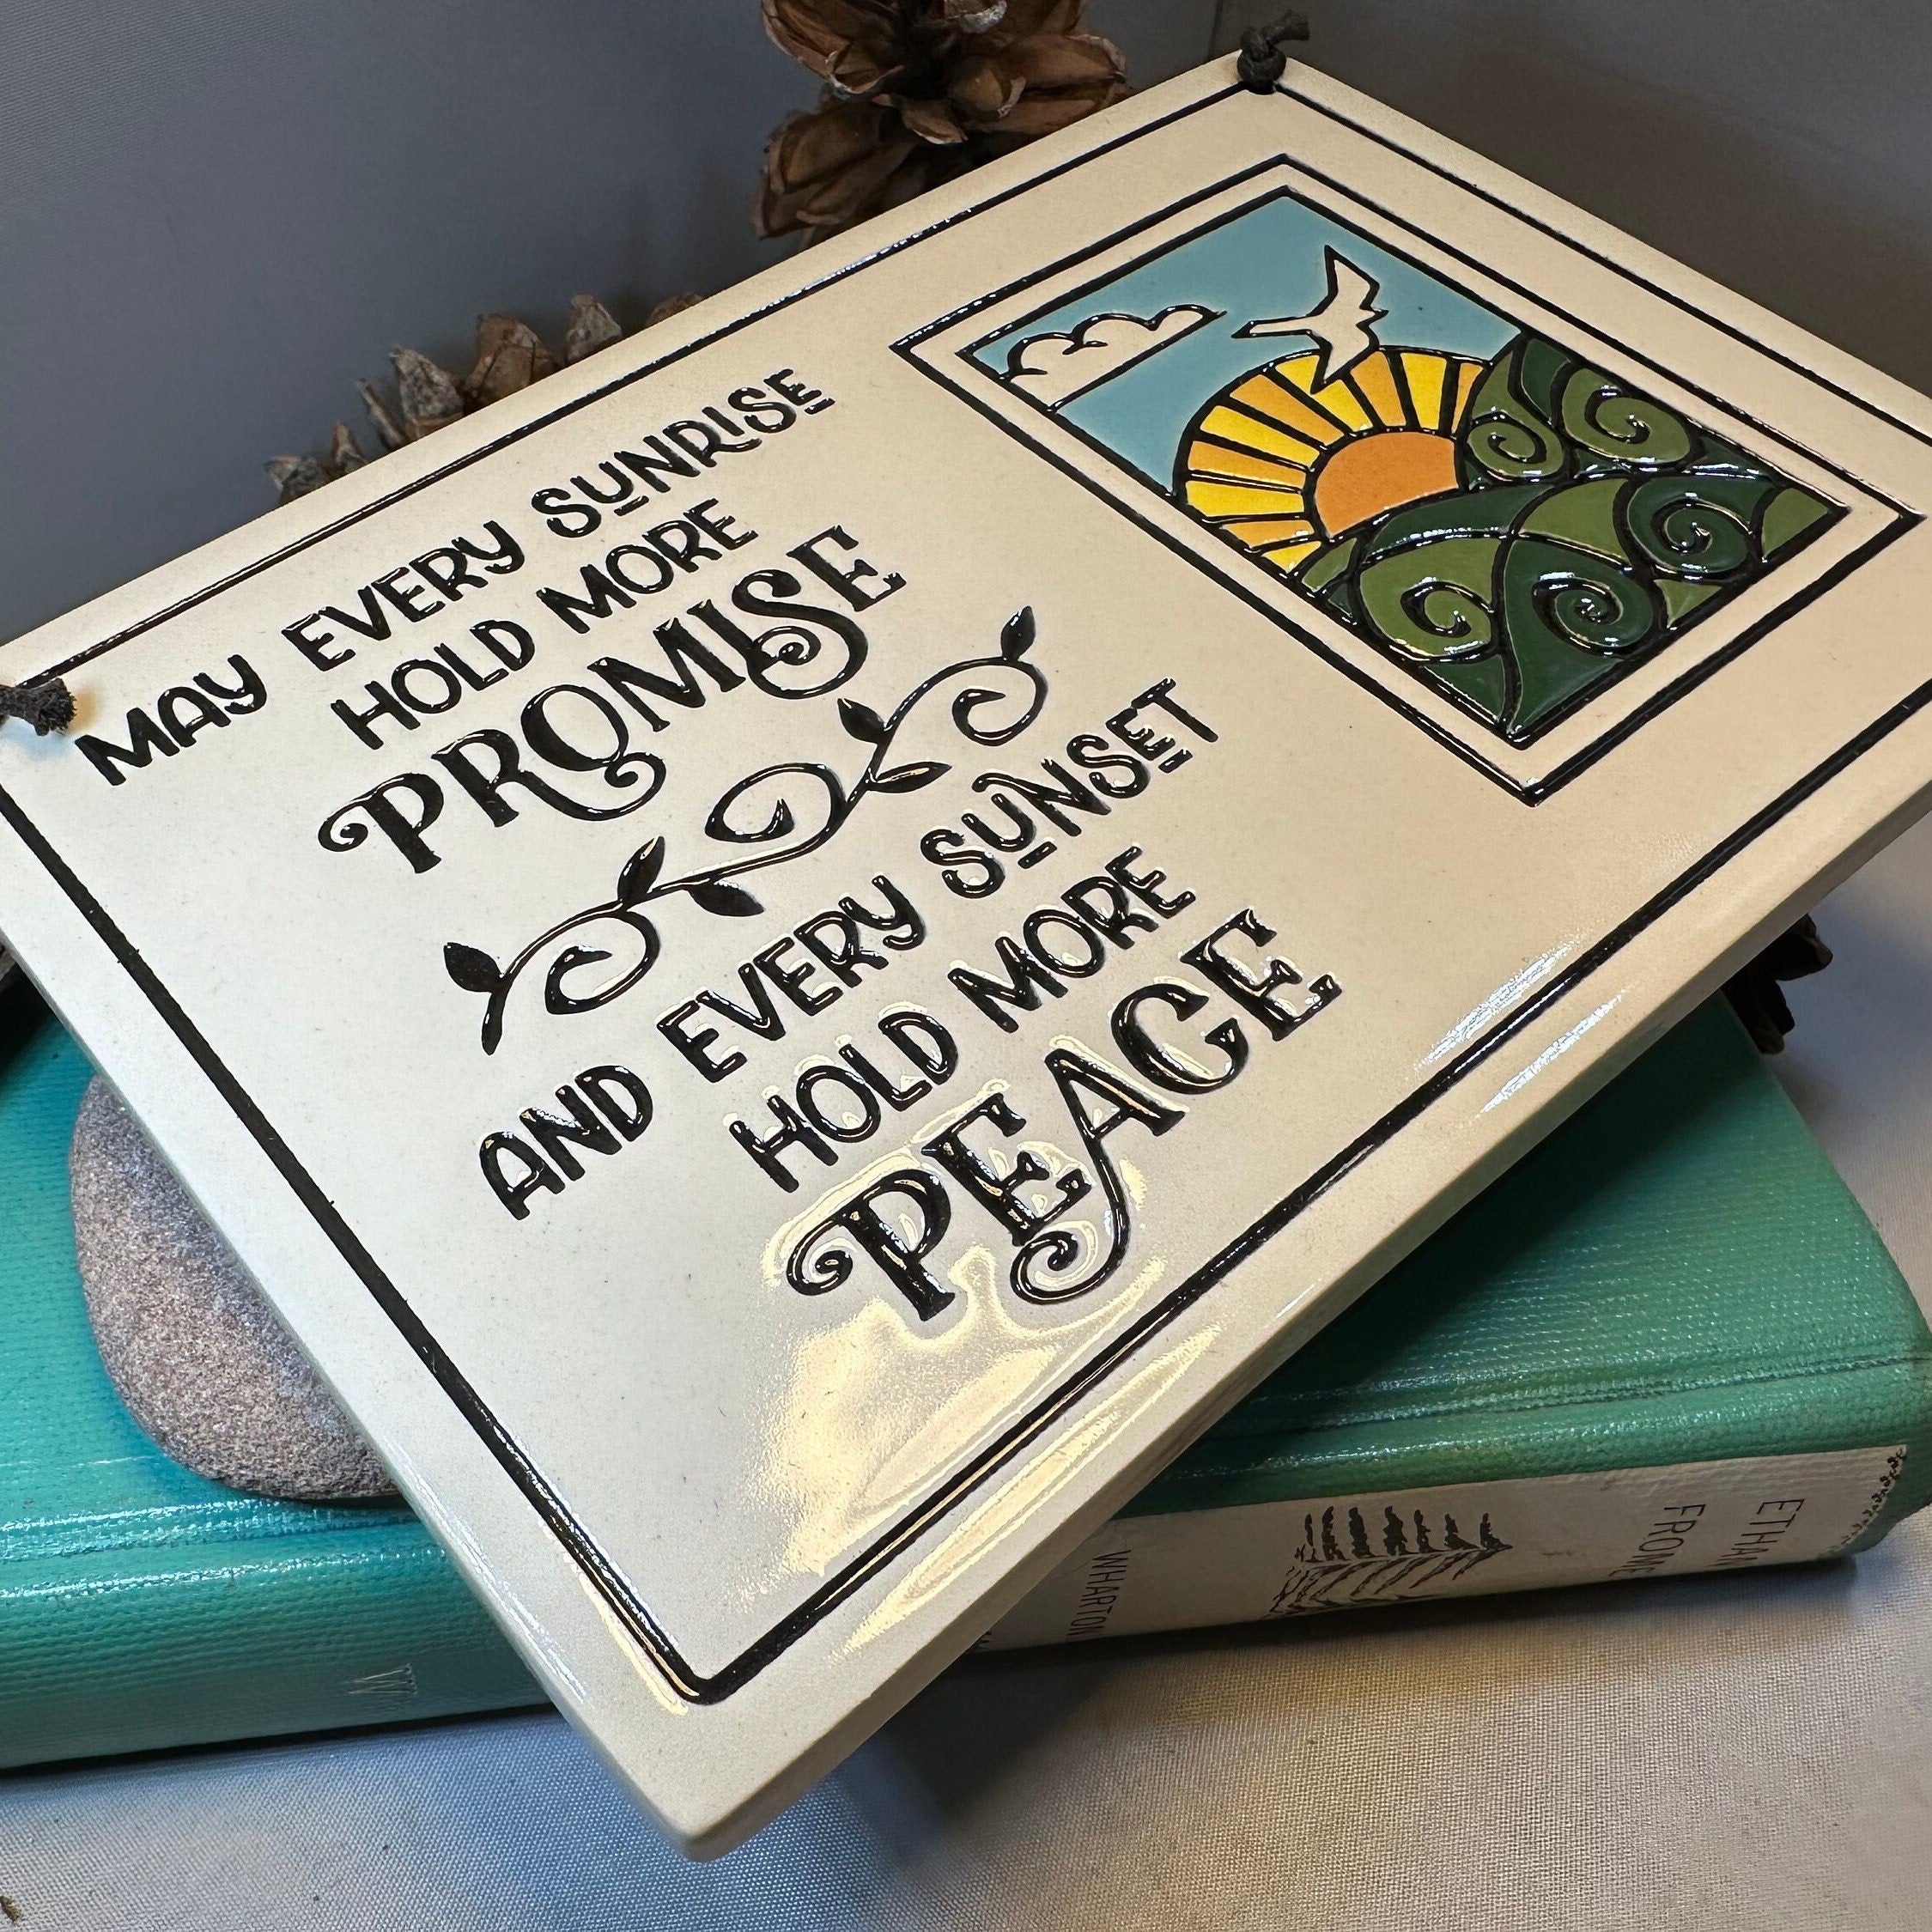 MAY EVERY SUNRISE
HOLD MORE
PROMISE
AND EVERY SUNSET
HOLD MORE
PEACE
ETHAN
FROME
WHARTON